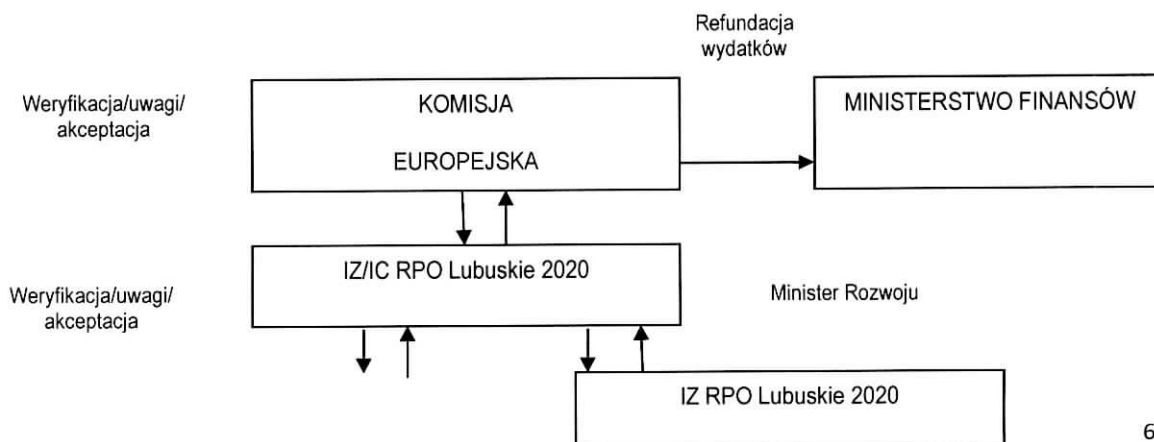 Refundacja
wydatków
Weryfikacja/uwagi/
akceptacja
KOMISJA
EUROPEJSKA
MINISTERSTWO FINANSÓW
IZ/IC RPO Lubuskie 2020
Weryfikacja/uwagi/
akceptacja
Minister Rozwoju
IZ RPO Lubuskie 2020
6